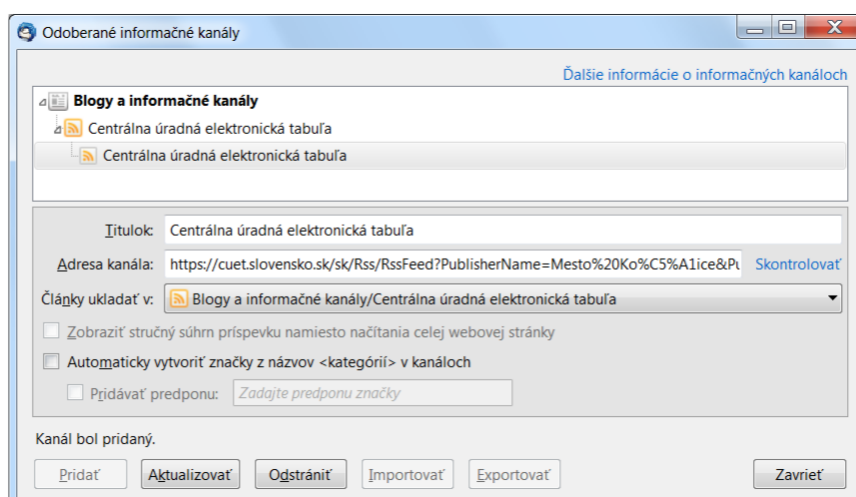 Odoberané informačné kanály
Ďalšie informácie o informačných kanáloch
Blogy a informačné kanály
Centrálna úradná elektronická tabuľa
Centrálna úradná elektronická tabuľa
Titulok: Centrálna úradná elektronická tabuľa
Adresa kanála: https://cuet.slovensko.sk/sk/Rss/RssFeed?PublisherName=Mesto%20Ko%C5%A1ice&Pu Skontrolovať
Články ukladať v: Blogy a informačné kanály/Centrálna úradná elektronická tabuľa
Zobraziť stručný súhrn príspevku namiesto načítania celej webovej stránky
Automaticky vytvoriť značky z názvov <kategórií> v kanáloch
Pridávať predponu: Zadajte predponu značky
Kanál bol pridaný.
Pridať Aktualizovať Odstrániť Importovať Exportovať Zavrieť